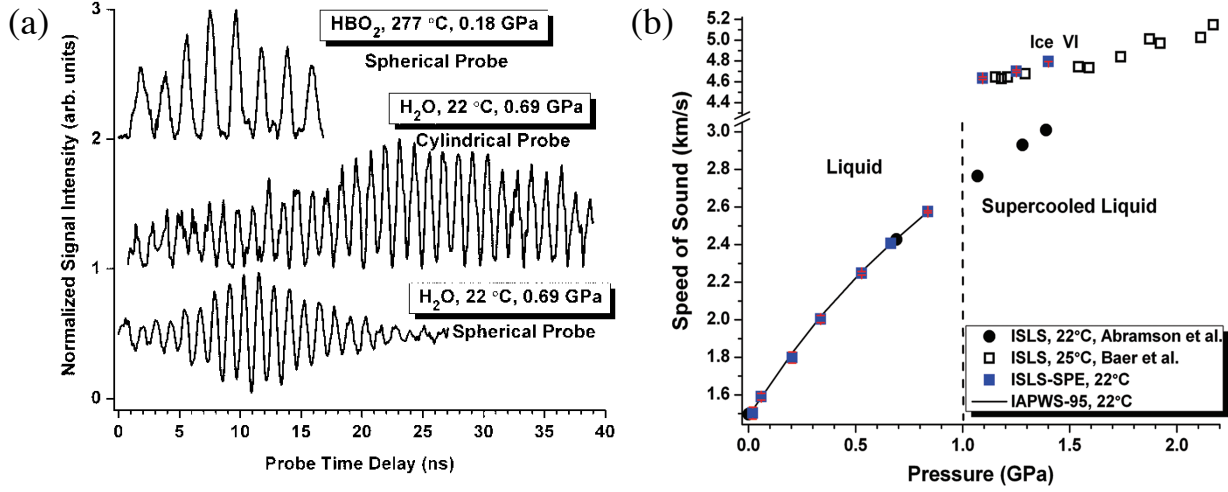 (a)
Normalized Signal Intensity (arb. units)
3
2
1
0
HBO₂, 277 °C, 0.18 GPa
Spherical Probe
H₂O, 22 °C, 0.69 GPa
Cylindrical Probe
H₂O, 22 °C, 0.69 GPa
Spherical Probe
0 5 10 15 20 25 30 35 40
Probe Time Delay (ns)
(b)
Speed of Sound (km/s)
5.2
5.0
4.8
4.6
4.4
3.0
2.8
2.6
2.4
2.2
2.0
1.8
1.6
Ice VI
Liquid
Supercooled Liquid
ISLS, 22°C, Abramson et al.
ISLS, 25°C, Baer et al.
ISLS-SPE, 22°C
IAPWS-95, 22°C
0.0 0.5 1.0 1.5 2.0
Pressure (GPa)